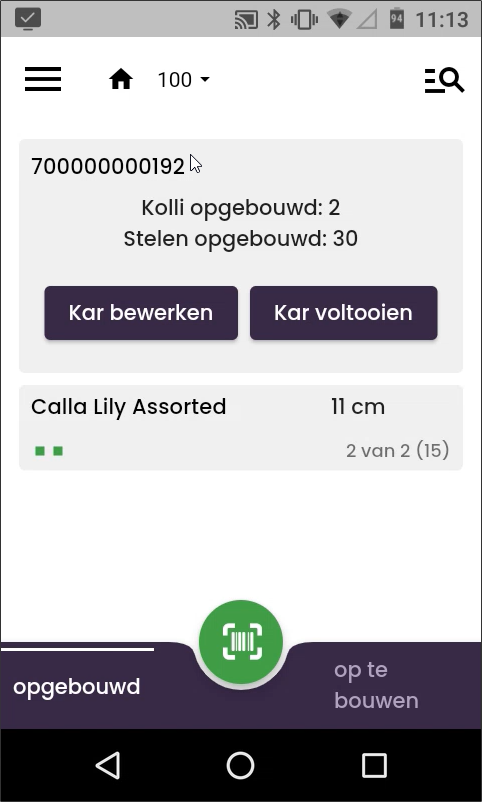 94 11:13
100
700000000192
Kolli opgebouwd: 2
Stelen opgebouwd: 30
Kar bewerken Kar voltooien
Calla Lily Assorted 11 cm
2 van 2 (15)
opgebouwd
op te
bouwen